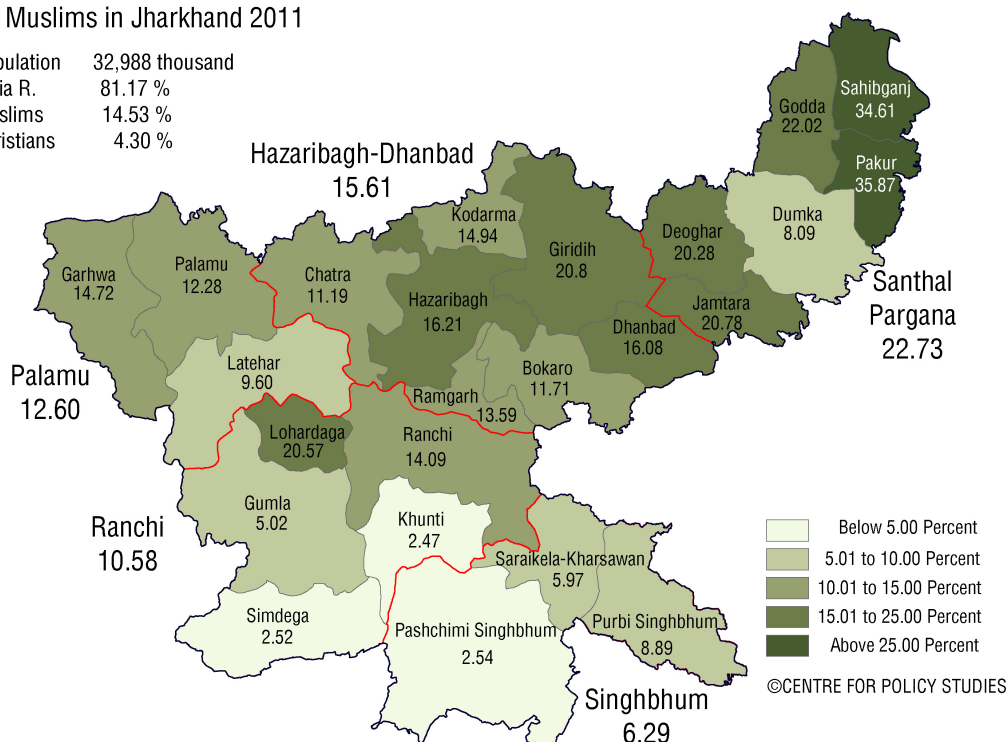 Muslims in Jharkhand 2011
pulation 32,988 thousand
ia R. 81.17 %
slims 14.53 %
ristians 4.30 %
Hazaribagh-Dhanbad
15.61
Sahibganj
34.61
Godda
22.02
Pakur
35.87
Kodarma
14.94
Dumka
8.09
Deoghar
20.28
Giridih
20.8
Garhwa
14.72
Palamu
12.28
Chatra
11.19
Hazaribagh
16.21
Santhal
Pargana
22.73
Jamtara
20.78
Dhanbad
16.08
Latehar
9.60
Bokaro
11.71
Palamu
12.60
Ramgarh
13.59
Lohardaga
20.57
Ranchi
14.09
Gumla
5.02
Khunti
2.47
Ranchi
10.58
Saraikela-Kharsawan
5.97
Simdega
2.52
Pashchimi Singhbhum
2.54
Purbi Singhbhum
8.89
Singhbhum
6.29
Below 5.00 Percent
5.01 to 10.00 Percent
10.01 to 15.00 Percent
15.01 to 25.00 Percent
Above 25.00 Percent
©CENTRE FOR POLICY STUDIES